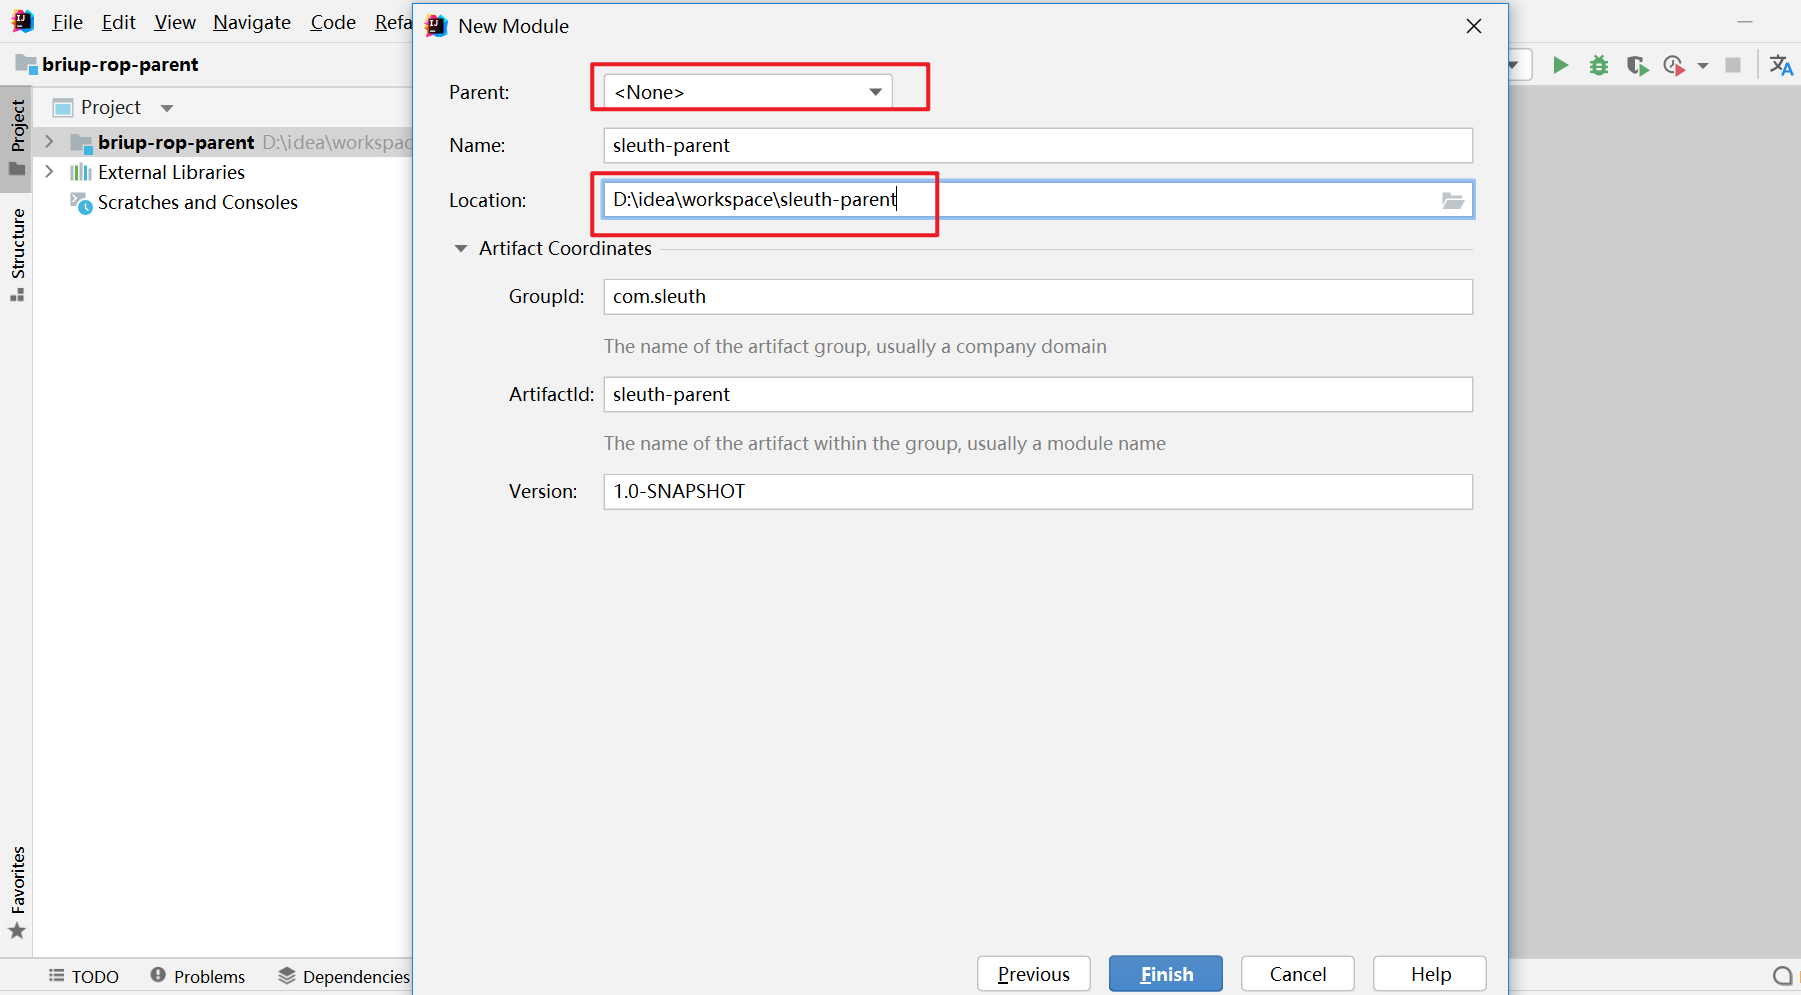 File Edit View Navigate Code Refa
New Module
briup-rop-parent
Project
Project
briup-rop-parent D:\idea\workspac
External Libraries
Scratches and Consoles
Structure
Favorites
Parent: <None>
Name: sleuth-parent
Location: D:\idea\workspace\sleuth-parent
Artifact Coordinates
GroupId: com.sleuth
The name of the artifact group, usually a company domain
ArtifactId: sleuth-parent
The name of the artifact within the group, usually a module name
Version: 1.0-SNAPSHOT
Previous Finish Cancel Help
TODO Problems Dependencies